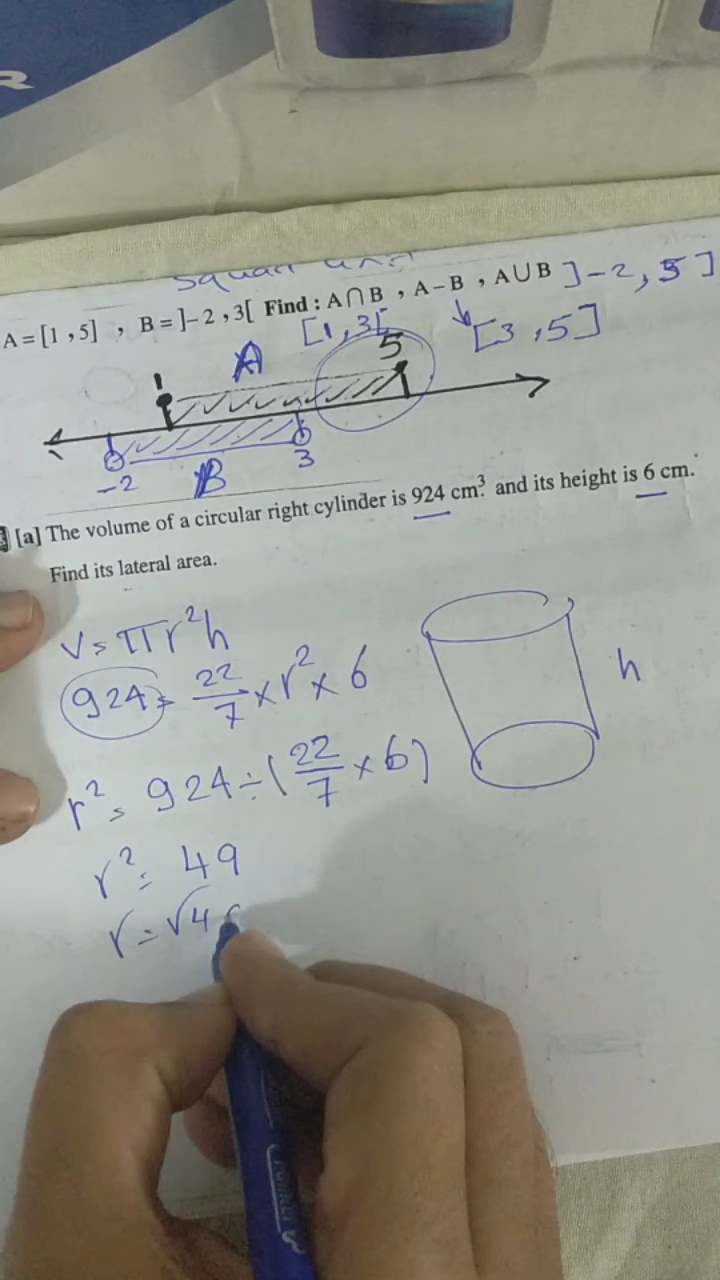 A = [1 , 5] , B = ]– 2 , 3[ Find : A ∩ B , A – B , A ∪ B ]-2, 5]
[1, 3[ [3 , 5]
A 5
-2 B 3
[a] The volume of a circular right cylinder is 924 cm³. and its height is 6 cm.
Find its lateral area.
V = πr²h
924 = 22/7 × r² × 6 h
r² = 924 ÷ (22/7 × 6)
r² = 49
r = √4